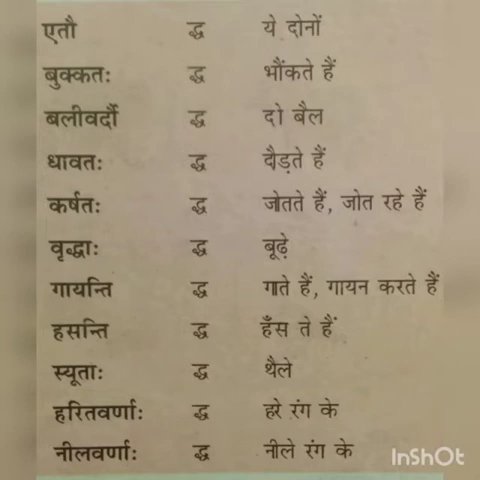 एतौ द्ध ये दोनों
बुक्कतः द्ध भौंकते हैं
बलीवर्दौ द्ध दो बैल
धावतः द्ध दौड़ते हैं
कर्षतः द्ध जोतते हैं, जोत रहे हैं
वृद्धाः द्ध बूढ़े
गायन्ति द्ध गाते हैं, गायन करते हैं
हसन्ति द्ध हँस ते हैं
स्यूताः द्ध थैले
हरितवर्णाः द्ध हरे रंग के
नीलवर्णाः द्ध नीले रंग के
InShOt